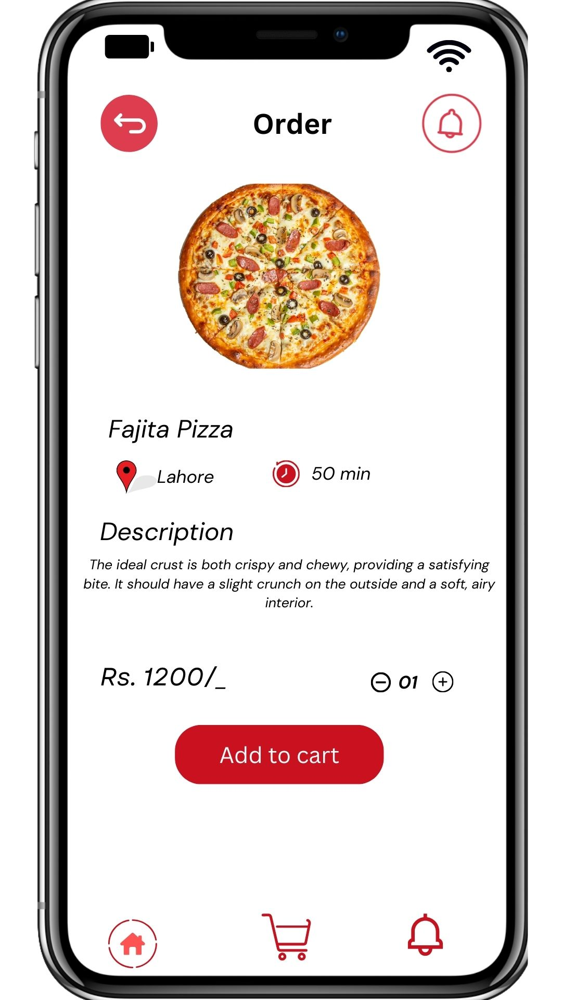 Order
Fajita Pizza
Lahore
50 min
Description
The ideal crust is both crispy and chewy, providing a satisfying
bite. It should have a slight crunch on the outside and a soft, airy
interior.
Rs. 1200/_
01
Add to cart